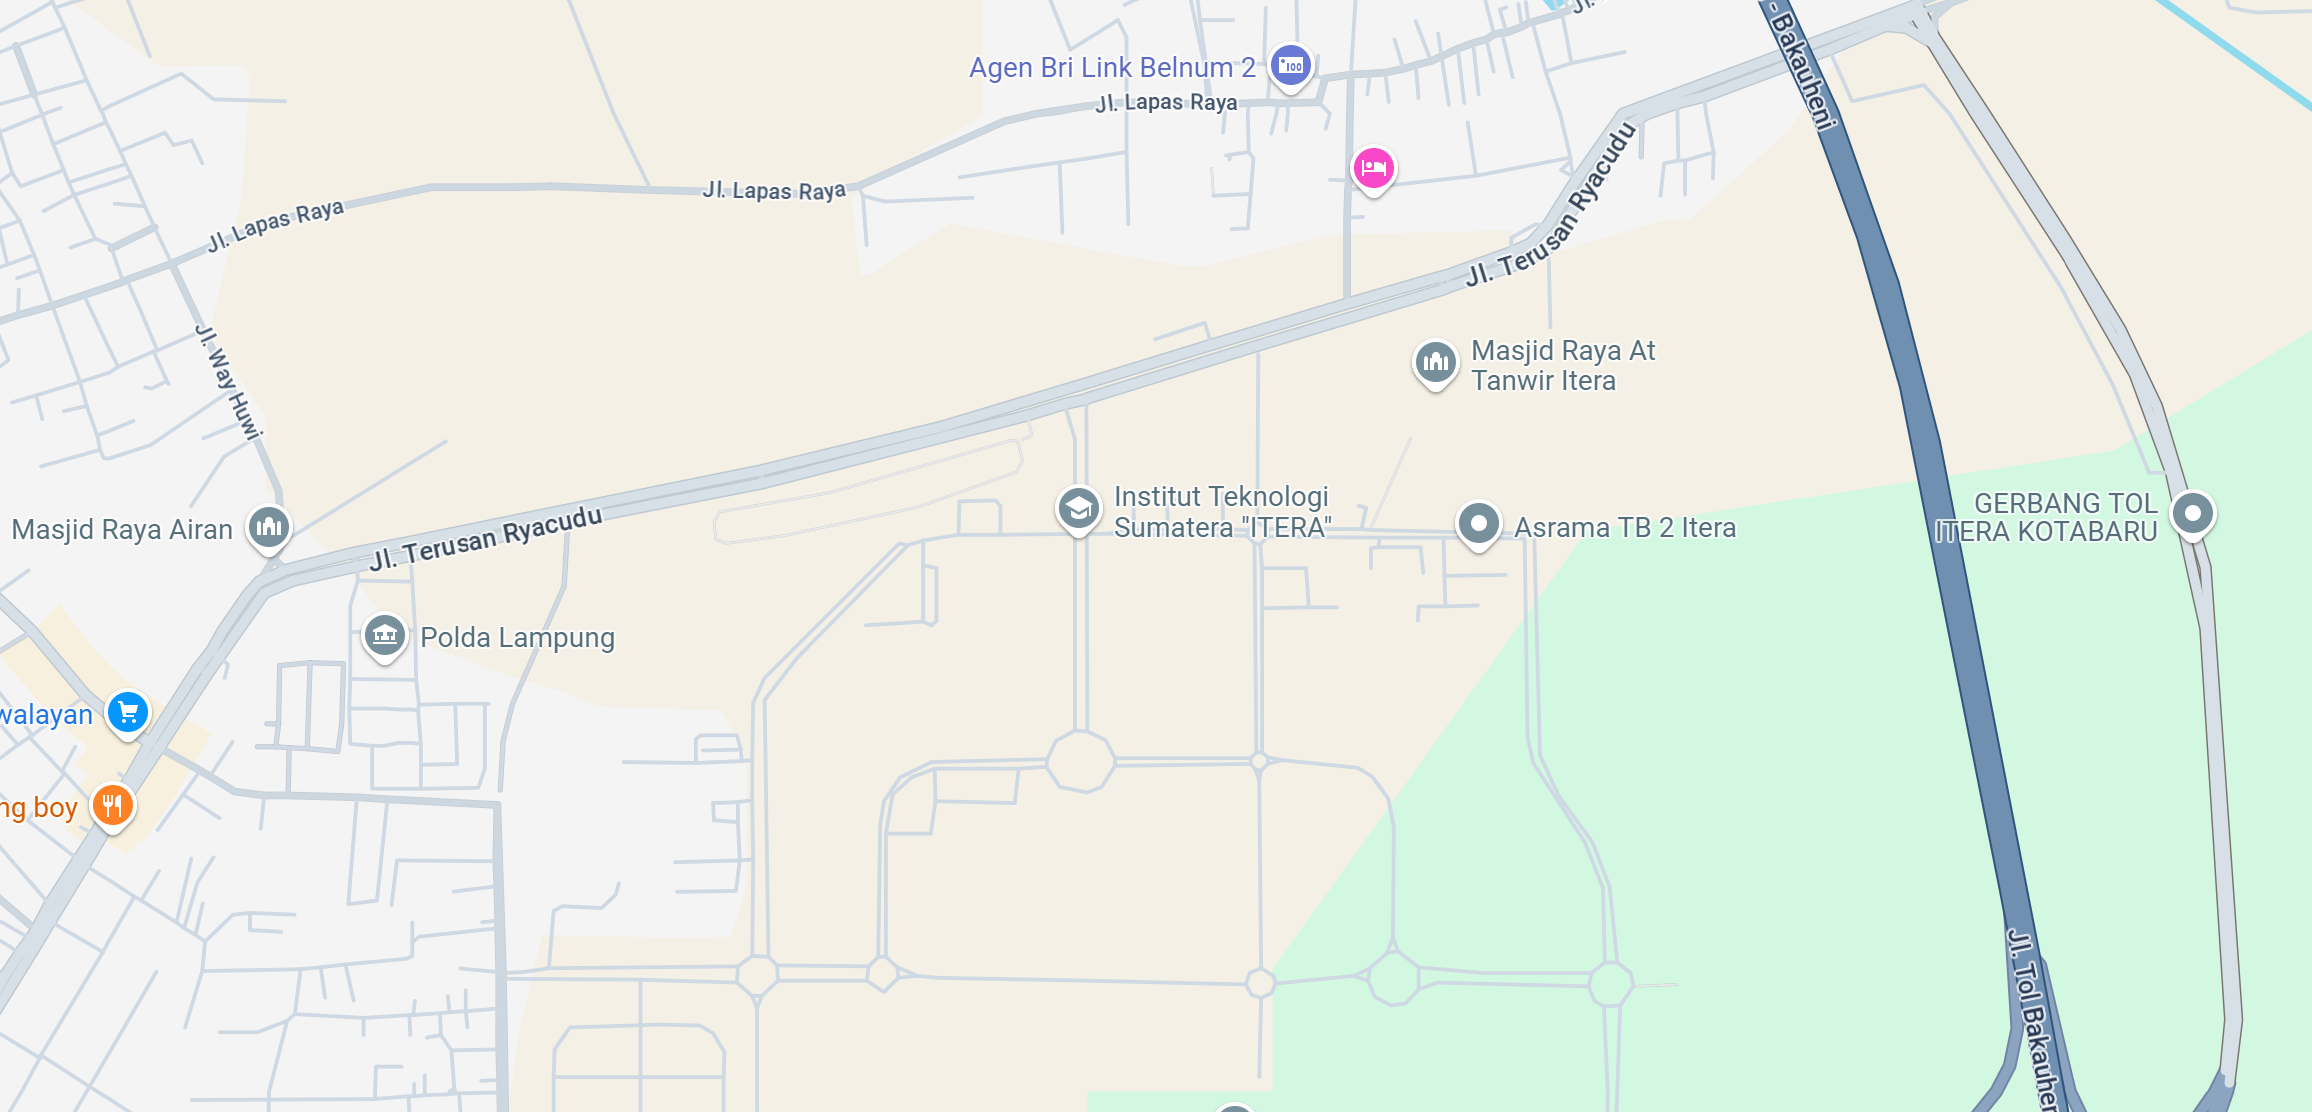 - Bakauheni
Agen Bri Link Belnum 2
Jl. Lapas Raya
Jl. Lapas Raya
Jl. Lapas Raya
Jl. Terusan Ryacudu
Jl. Way Huwi
Masjid Raya At
Tanwir Itera
Institut Teknologi
Sumatera "ITERA"
Asrama TB 2 Itera
GERBANG TOL
ITERA KOTABARU
Masjid Raya Airan
Jl. Terusan Ryacudu
Polda Lampung
walayan
ng boy
Jl. Tol Bakauhen